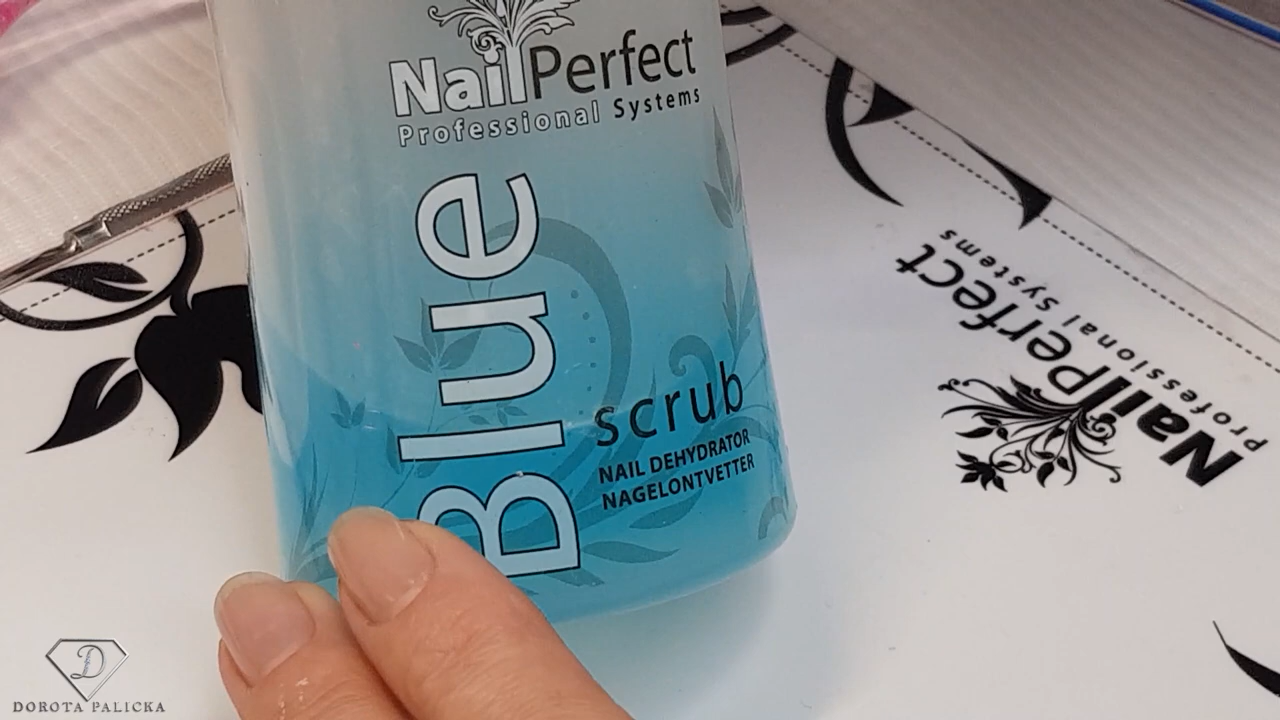 NailPerfect
Professional Systems
Blue
scrub
NAIL DEHYDRATOR
NAGELONTVETTER
NailPerfect
Professional Systems
D
DOROTA PALICKA